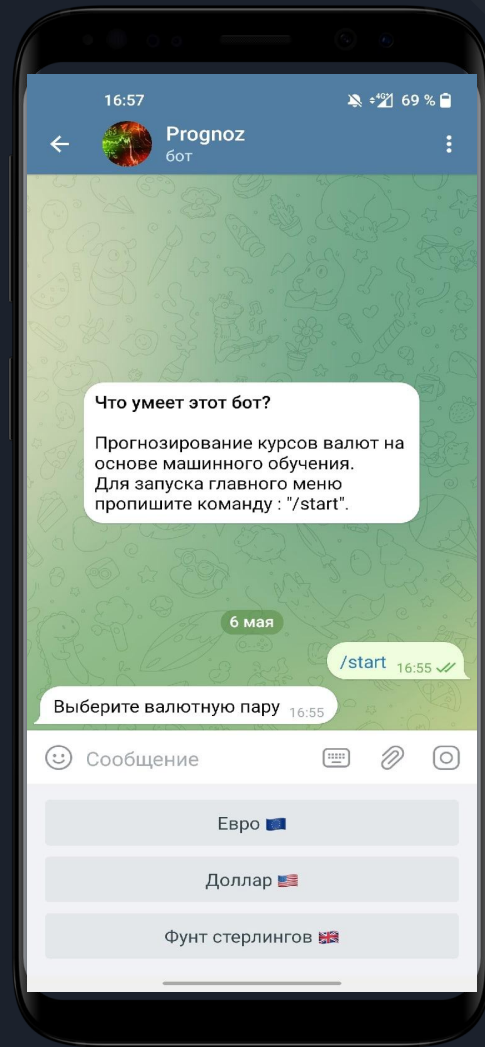 16:57
4G 69 %
Prognoz
бот
Что умеет этот бот?
Прогнозирование курсов валют на
основе машинного обучения.
Для запуска главного меню
пропишите команду : "/start".
6 мая
/start 16:55
Выберите валютную пару 16:55
Сообщение
Евро 🇪🇺
Доллар 🇺🇸
Фунт стерлингов 🇬🇧